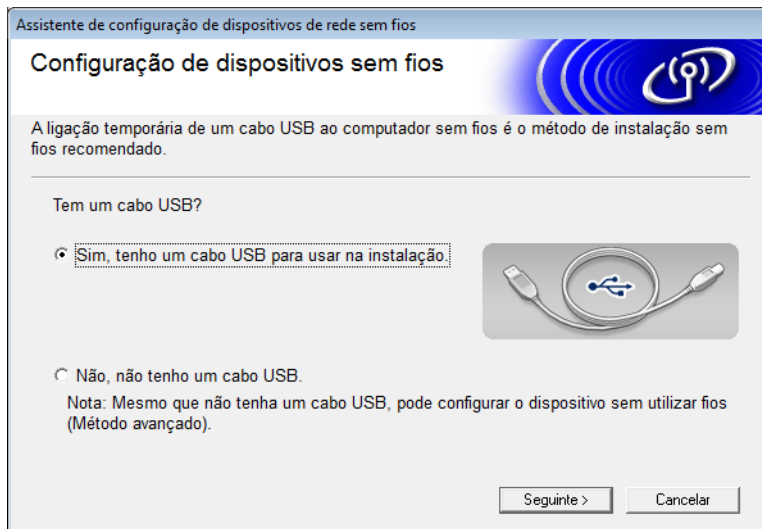 Assistente de configuração de dispositivos de rede sem fios
Configuração de dispositivos sem fios
A ligação temporária de um cabo USB ao computador sem fios é o método de instalação sem
fios recomendado.
Tem um cabo USB?
Sim, tenho um cabo USB para usar na instalação.
Não, não tenho um cabo USB.
Nota: Mesmo que não tenha um cabo USB, pode configurar o dispositivo sem utilizar fios
(Método avançado).
Seguinte >
Cancelar